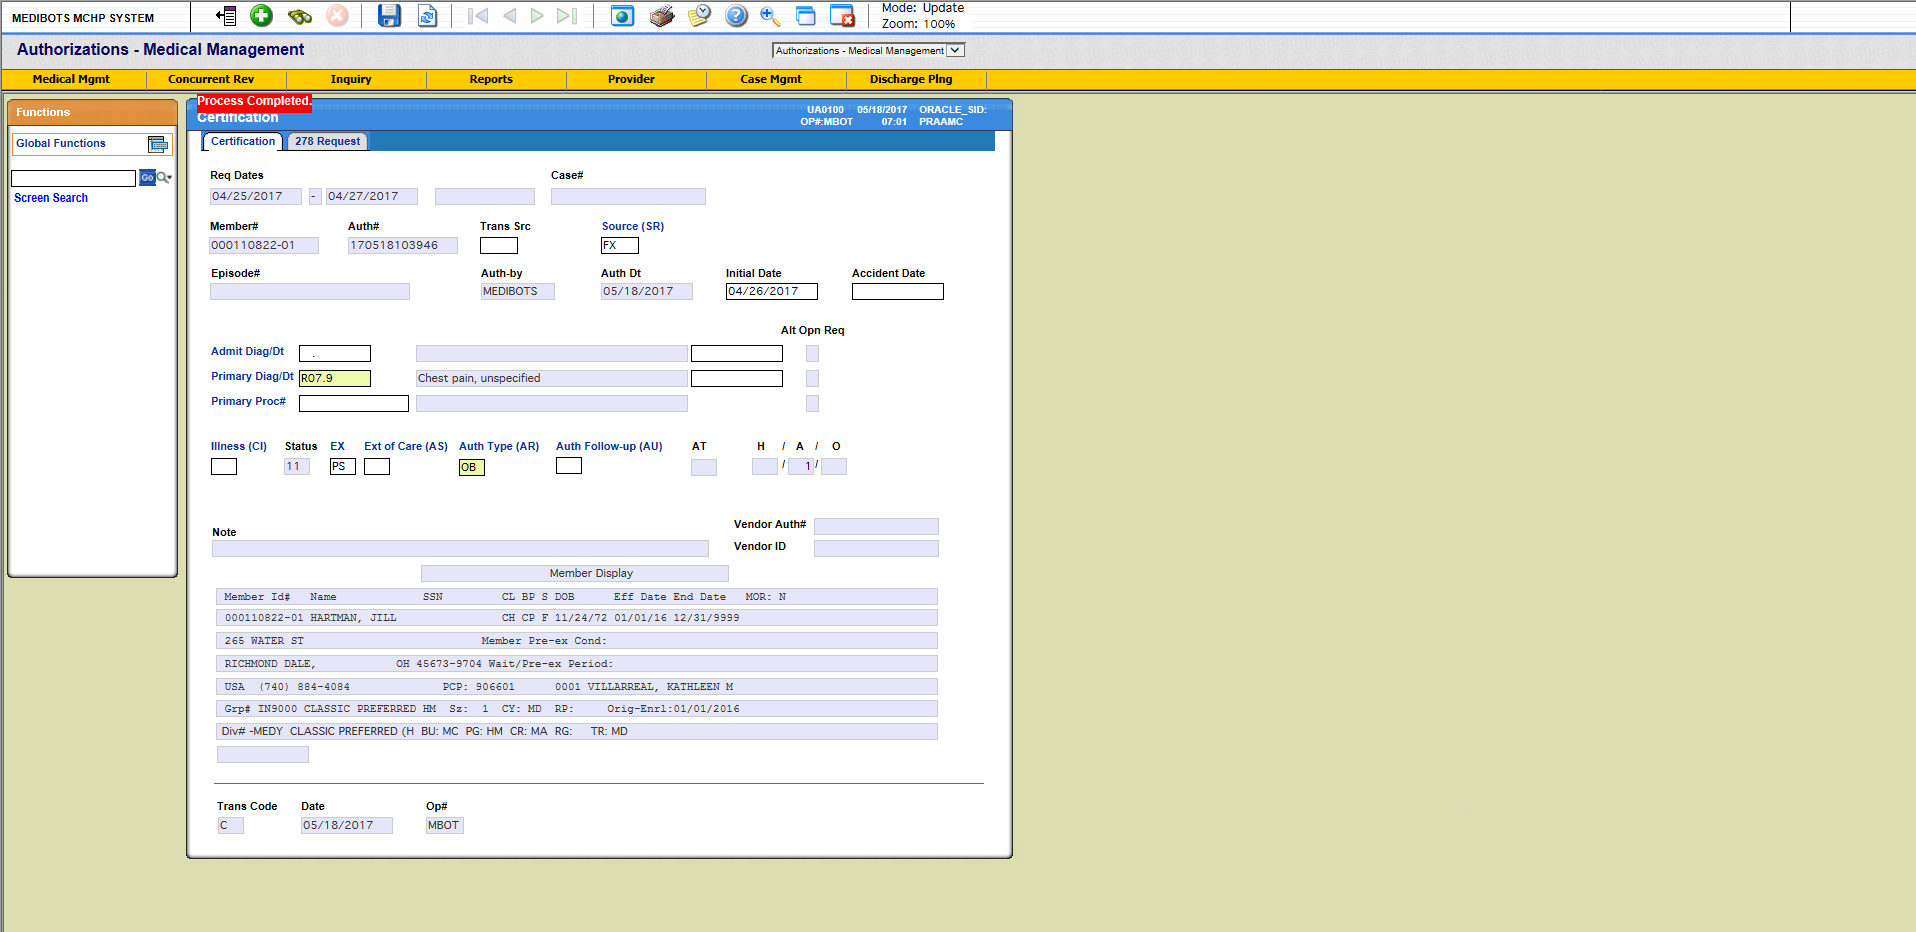 MEDIBOTS MCHP SYSTEM
Mode: Update
Zoom: 100%
Authorizations - Medical Management
Authorizations - Medical Management
Medical Mgmt Concurrent Rev Inquiry Reports Provider Case Mgmt Discharge Plng
Functions
Global Functions
Go
Screen Search
Process Completed.
Certification
UA0100 05/18/2017 ORACLE_SID:
OP#:MBOT 07:01 PRAAMC
Certification 278 Request
Req Dates Case#
04/25/2017 - 04/27/2017
Member# Auth# Trans Src Source (SR)
000110822-01 170518103946 FX
Episode# Auth-by Auth Dt Initial Date Accident Date
MEDIBOTS 05/18/2017 04/26/2017
Alt Opn Req
Admit Diag/Dt .
Primary Diag/Dt R07.9 Chest pain, unspecified
Primary Proc#
Illness (CI) Status EX Ext of Care (AS) Auth Type (AR) Auth Follow-up (AU) AT H / A / O
11 PS OB / 1 /
Note
Vendor Auth#
Vendor ID
Member Display
Member Id# Name SSN CL BP S DOB Eff Date End Date MOR: N
000110822-01 HARTMAN, JILL CH CP F 11/24/72 01/01/16 12/31/9999
265 WATER ST Member Pre-ex Cond:
RICHMOND DALE, OH 45673-9704 Wait/Pre-ex Period:
USA (740) 884-4084 PCP: 906601 0001 VILLARREAL, KATHLEEN M
Grp# IN9000 CLASSIC PREFERRED HM Sz: 1 CY: MD RP: Orig-Enrl:01/01/2016
Div# -MEDY CLASSIC PREFERRED (H BU: MC PG: HM CR: MA RG: TR: MD
Trans Code Date Op#
C 05/18/2017 MBOT